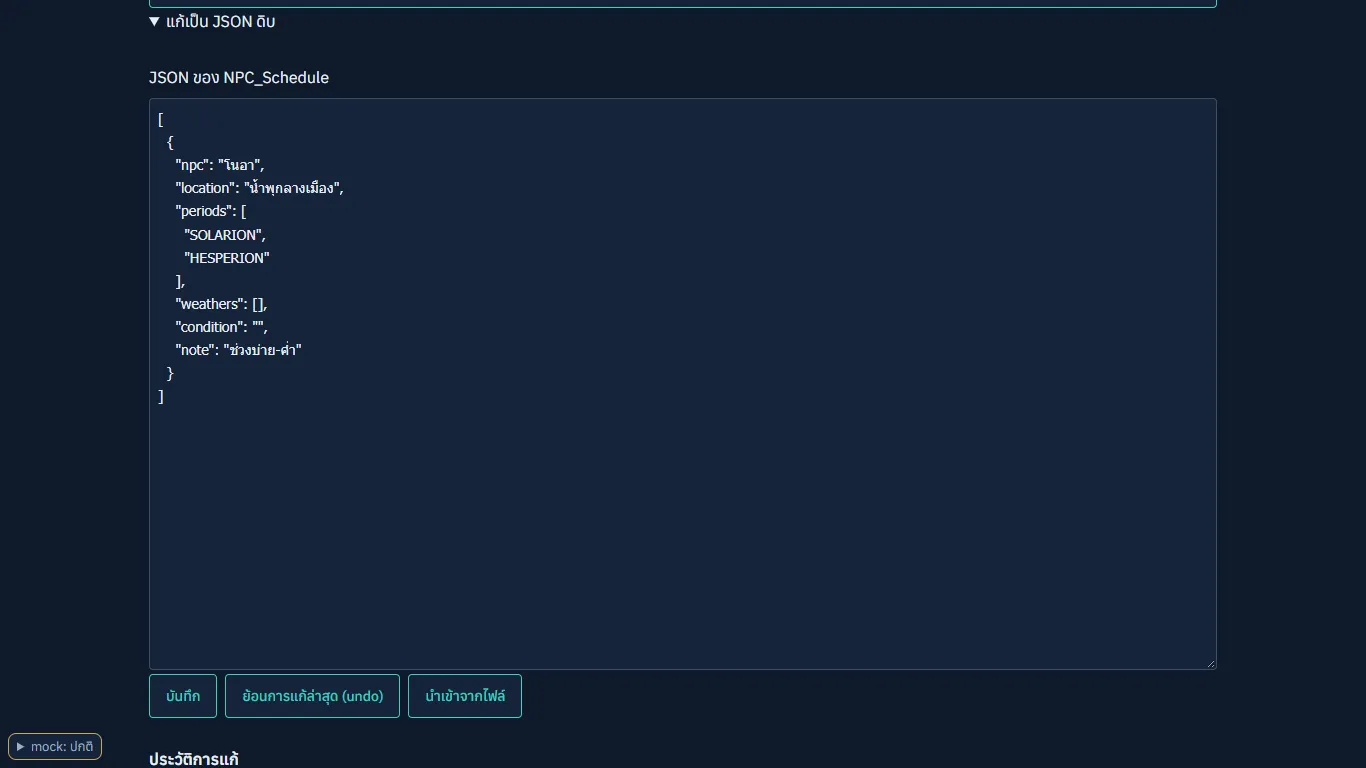 ▼ แก้เป็น JSON ดิบ
JSON ของ NPC_Schedule
[
{
"npc": "โนอา",
"location": "น้ำพุกลางเมือง",
"periods": [
"SOLARION",
"HESPERION"
],
"weathers": [],
"condition": "",
"note": "ช่วงบ่าย-ค่ำ"
}
]
บันทึก
ย้อนการแก้ล่าสุด (undo)
นำเข้าจากไฟล์
▶ mock: ปกติ
ประวัติการแก้